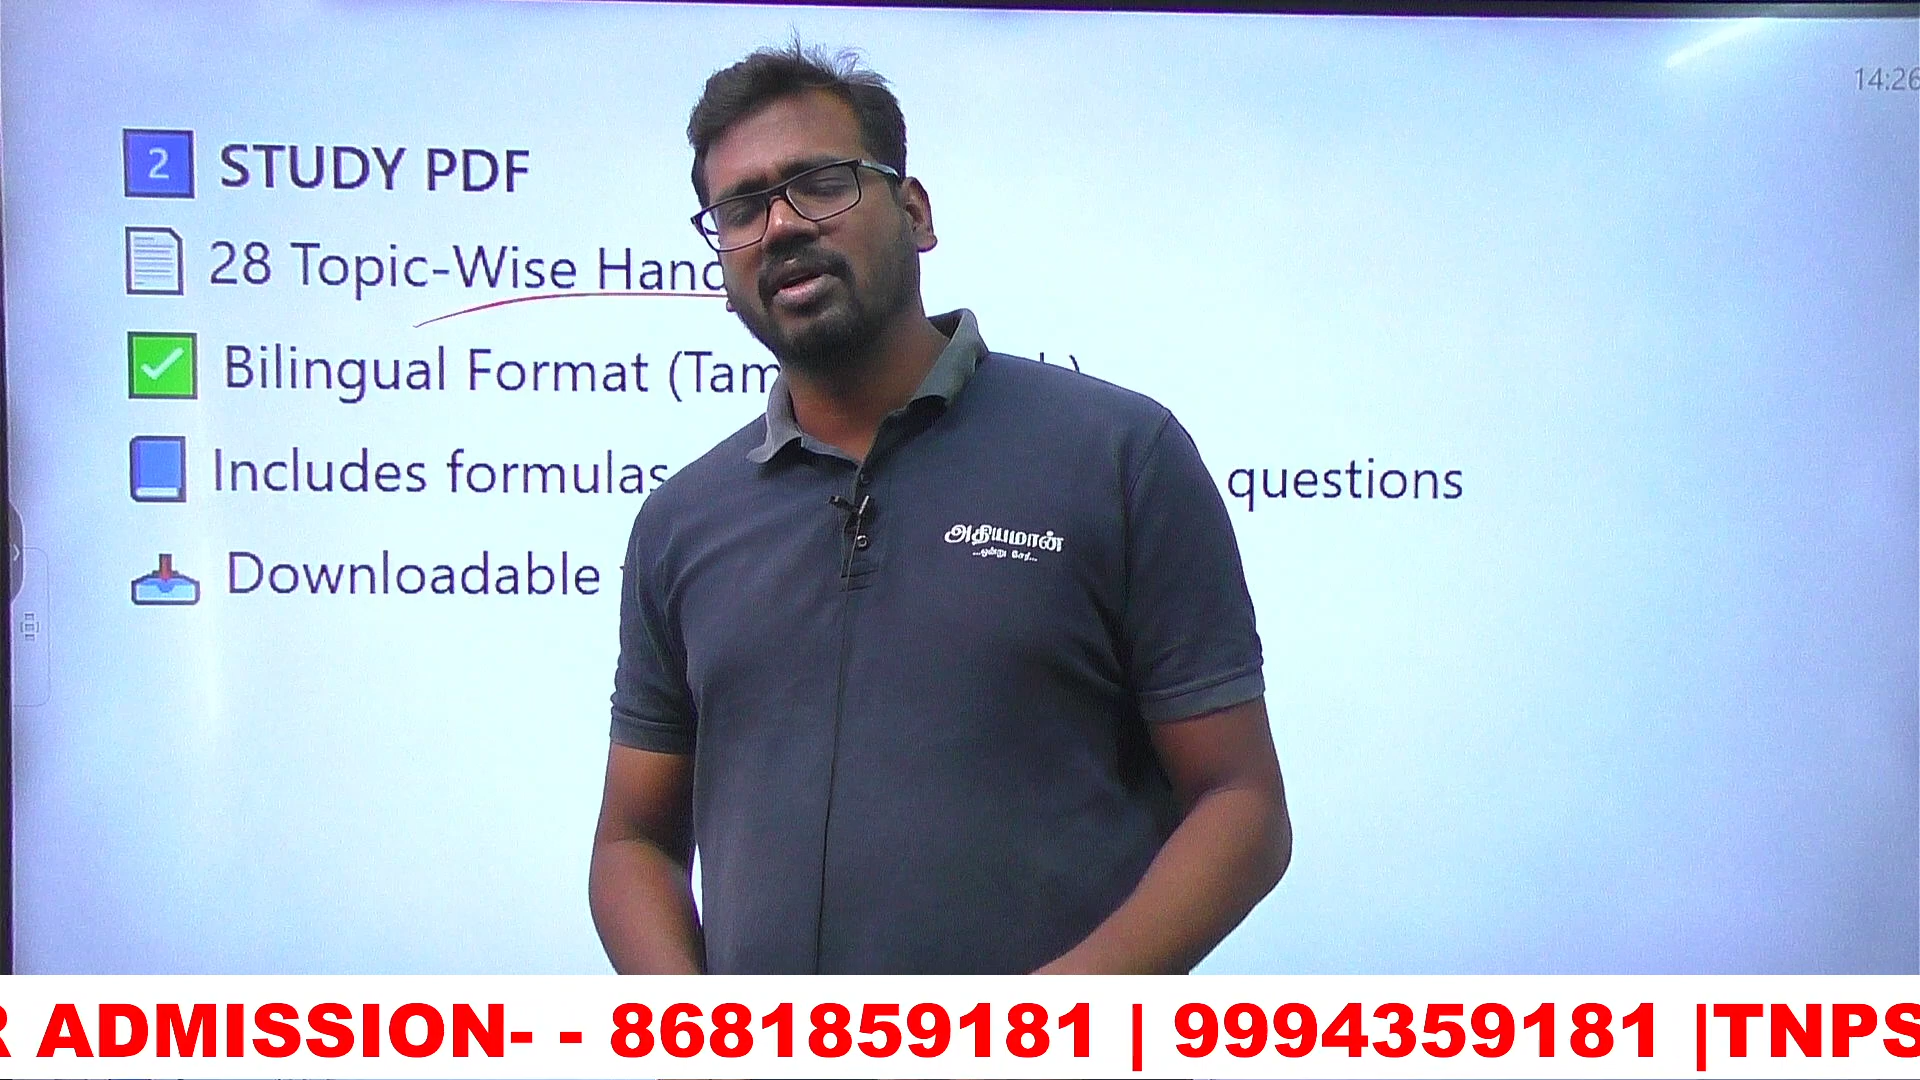 14:26
2 STUDY PDF
28 Topic-Wise Hand
Bilingual Format (Tam
Includes formulas questions
Downloadable
அதியமான்
...ஒன்று சேர்...
R ADMISSION- - 8681859181 | 9994359181 |TNPS